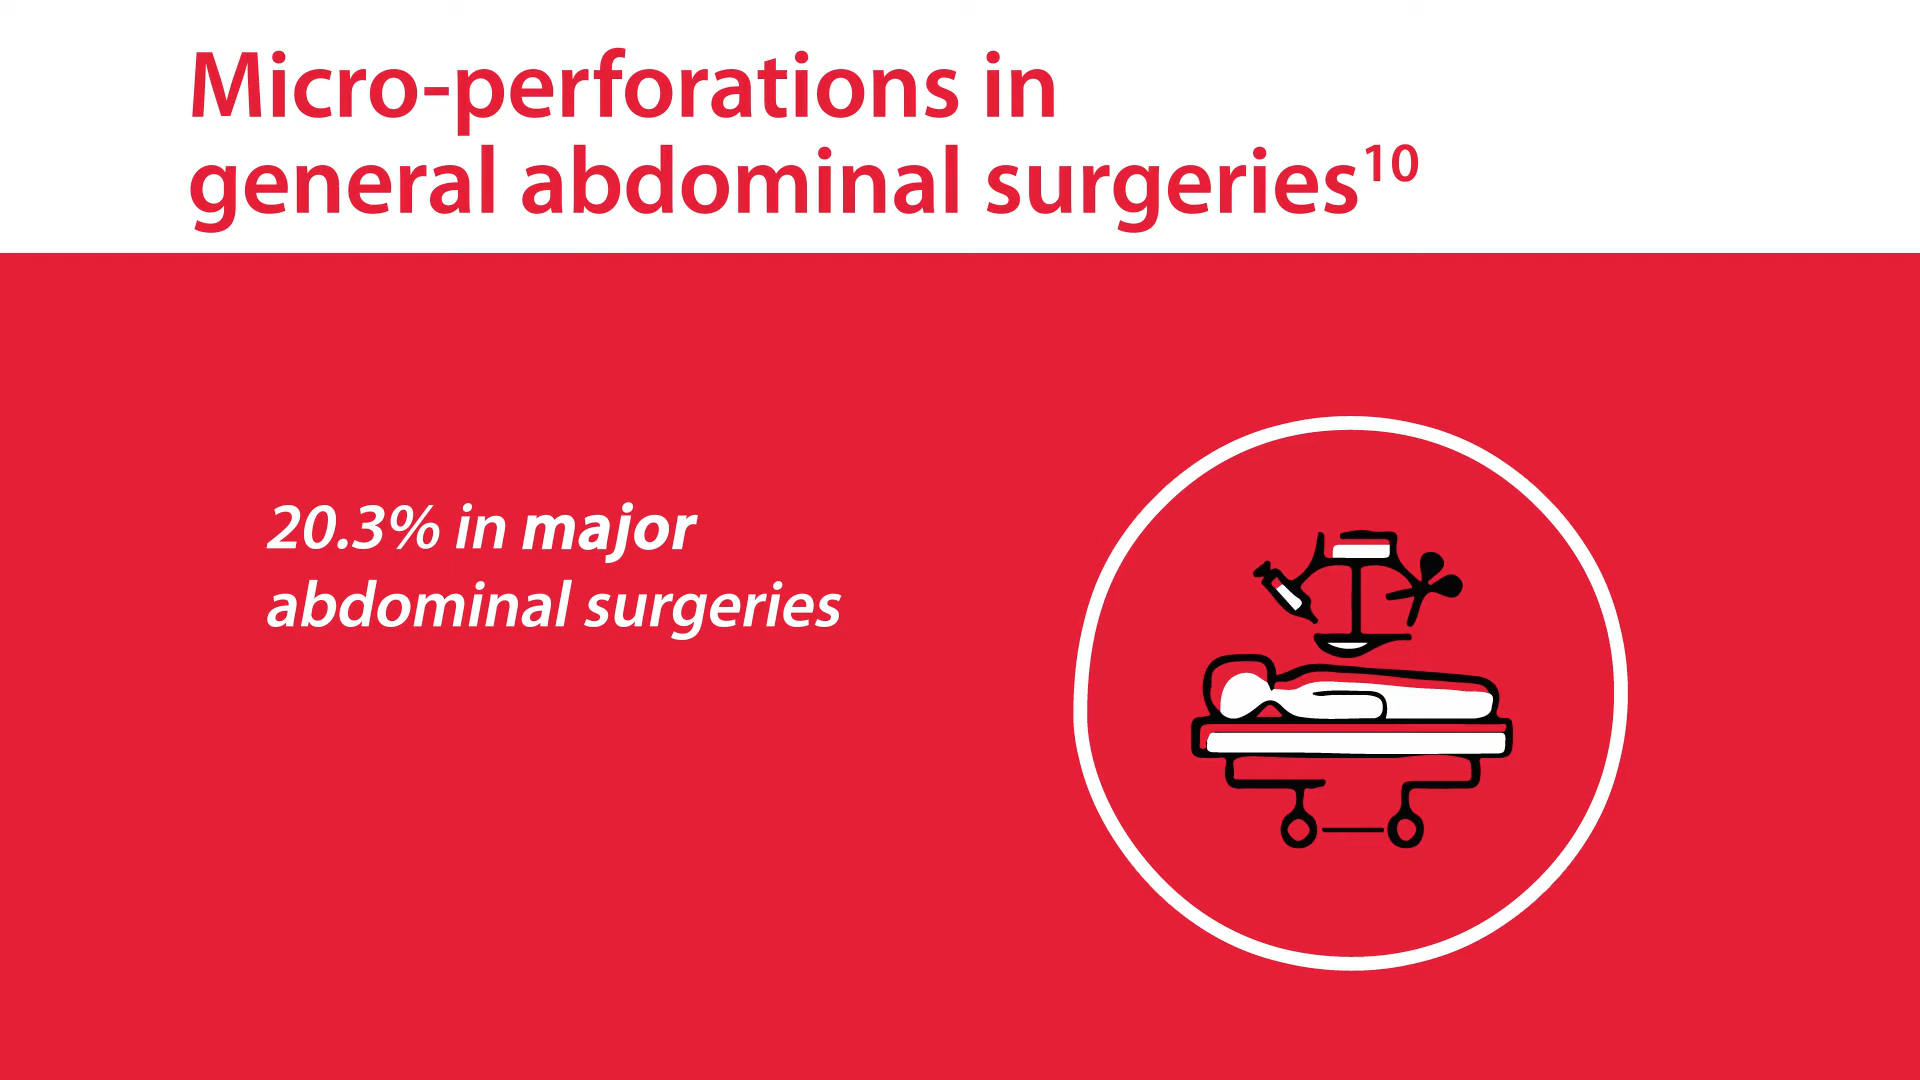 Micro-perforations in
general abdominal surgeries¹⁰
20.3% in major
abdominal surgeries